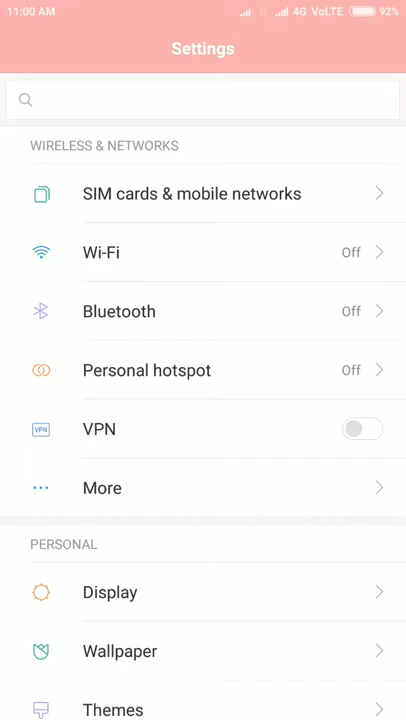 11:00 AM 4G VoLTE 92%
Settings
WIRELESS & NETWORKS
SIM cards & mobile networks
Wi-Fi Off
Bluetooth Off
Personal hotspot Off
VPN VPN
More
PERSONAL
Display
Wallpaper
Themes